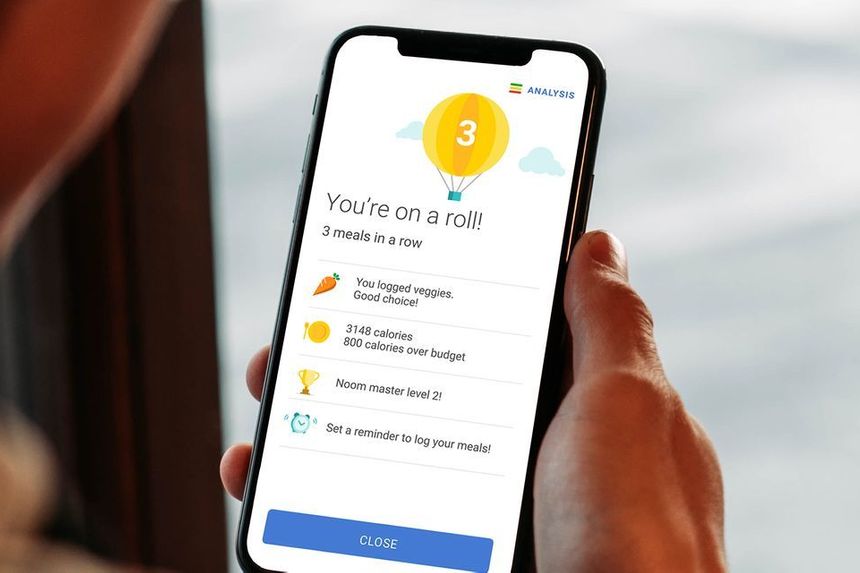 ANALYSIS
3
You're on a roll!
3 meals in a row
You logged veggies.
Good choice!
3148 calories
800 calories over budget
Noom master level 2!
Set a reminder to log your meals!
CLOSE